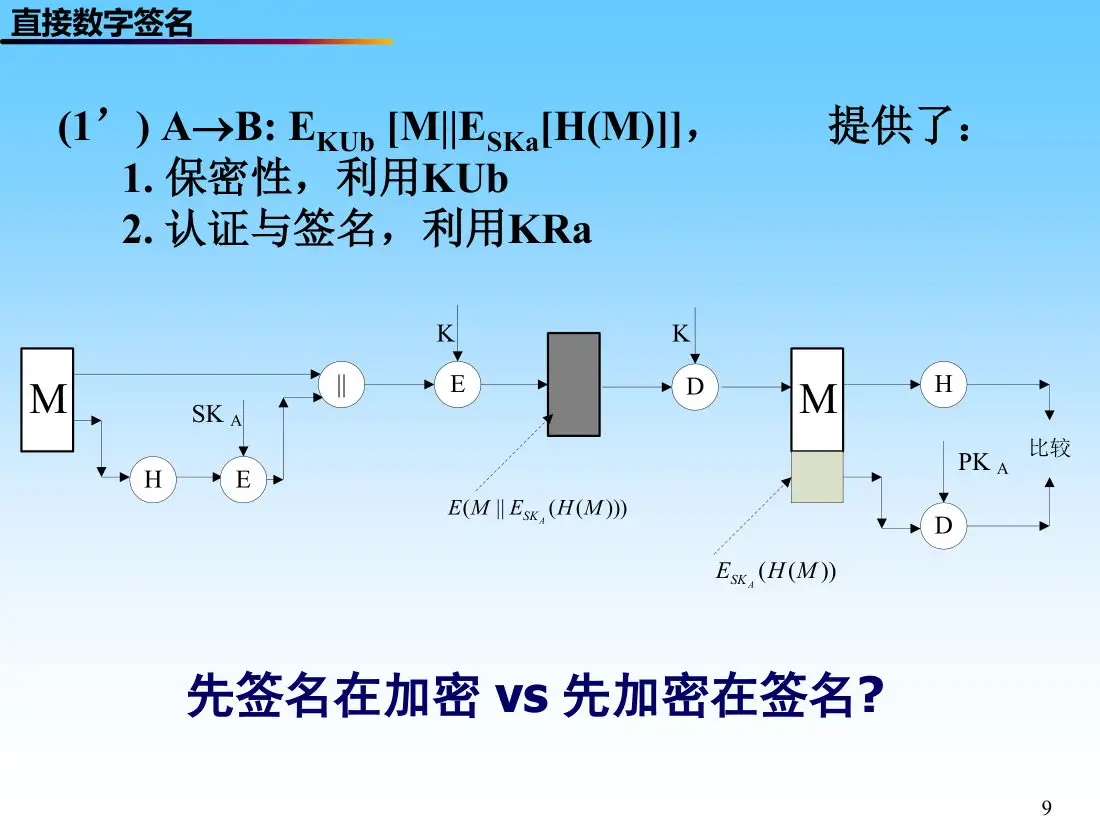 直接数字签名
(1’) A→B: EKUb [M||ESKa[H(M)]], 提供了:
1. 保密性，利用KUb
2. 认证与签名，利用KRa
K
K
M
||
E
D
M
H
SK A
比较
PK A
H
E
E(M || ESKA(H(M)))
D
ESKA(H(M))
先签名在加密 vs 先加密在签名?
9